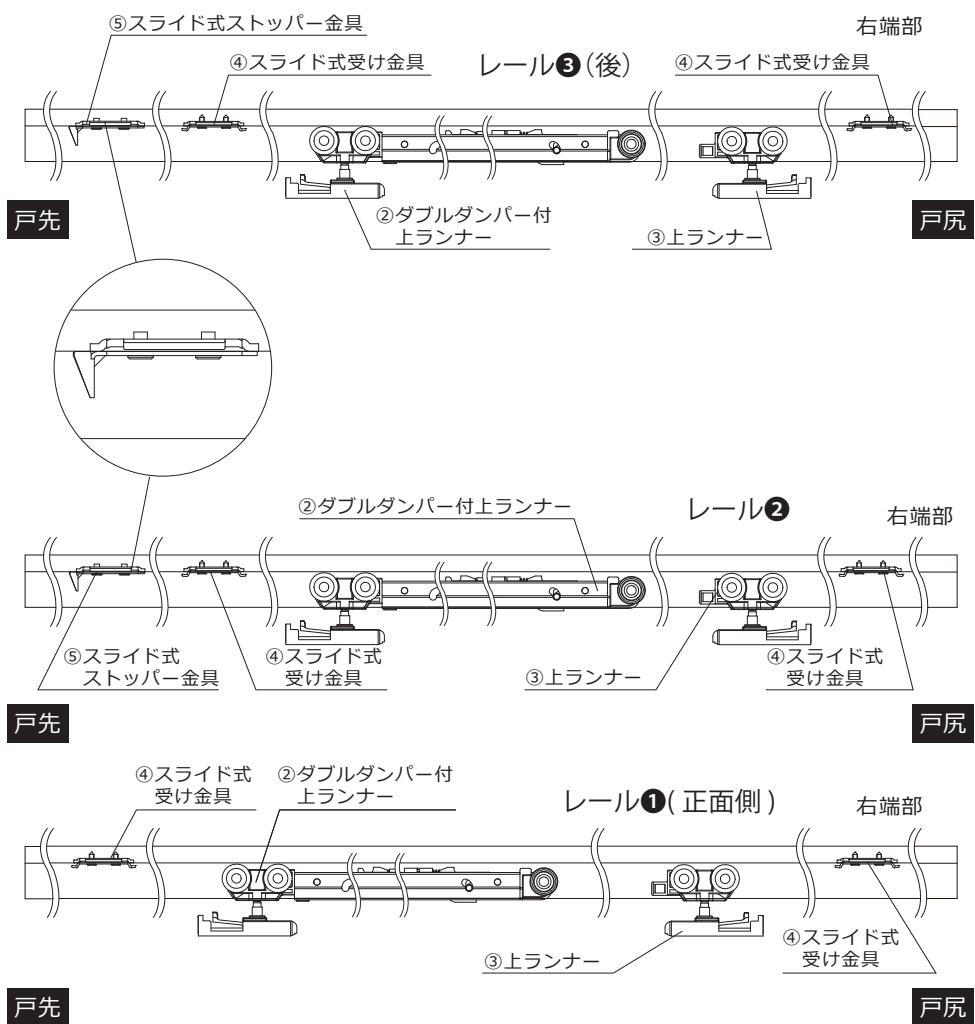 ⑤スライド式ストッパー金具
右端部
④スライド式受け金具
レール❸(後)
④スライド式受け金具
戸先
戸尻
②ダブルダンパー付
上ランナー
③上ランナー
②ダブルダンパー付上ランナー
レール❷
右端部
⑤スライド式
ストッパー金具
④スライド式
受け金具
③上ランナー
④スライド式
受け金具
戸先
戸尻
④スライド式
受け金具
②ダブルダンパー付
上ランナー
レール❶( 正面側 )
右端部
③上ランナー
④スライド式
受け金具
戸先
戸尻